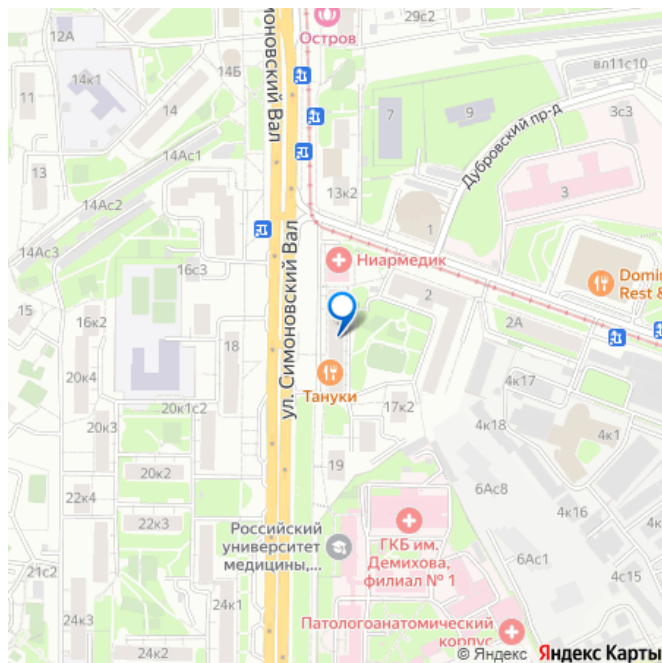 29с2
Остров
12А
14Б
14к1
вл11с10
11
14
7
9
3с3
Дубровский пр-д
моновский Вал
14Ас1
13
13к2
3
14Ас2
1
14Ас3
ул. Симоновский Вал
Ниармедик
16с3
Domin
Rest &
15
2
16к2
2А
18
20к4
Тануки
4к17
20к1с2
17к2
20к3
4к18
4к1
19
20к2
6Ас8
22к4
4к16
22к3
Российский
университет
медицины,...
ГКБ им.
Демихова,
филиал № 1
6Ас1
21с2
4с15
24к1
24к3
Патологоанатомический
корпус
24к2
© Яндекс Яндекс Карты